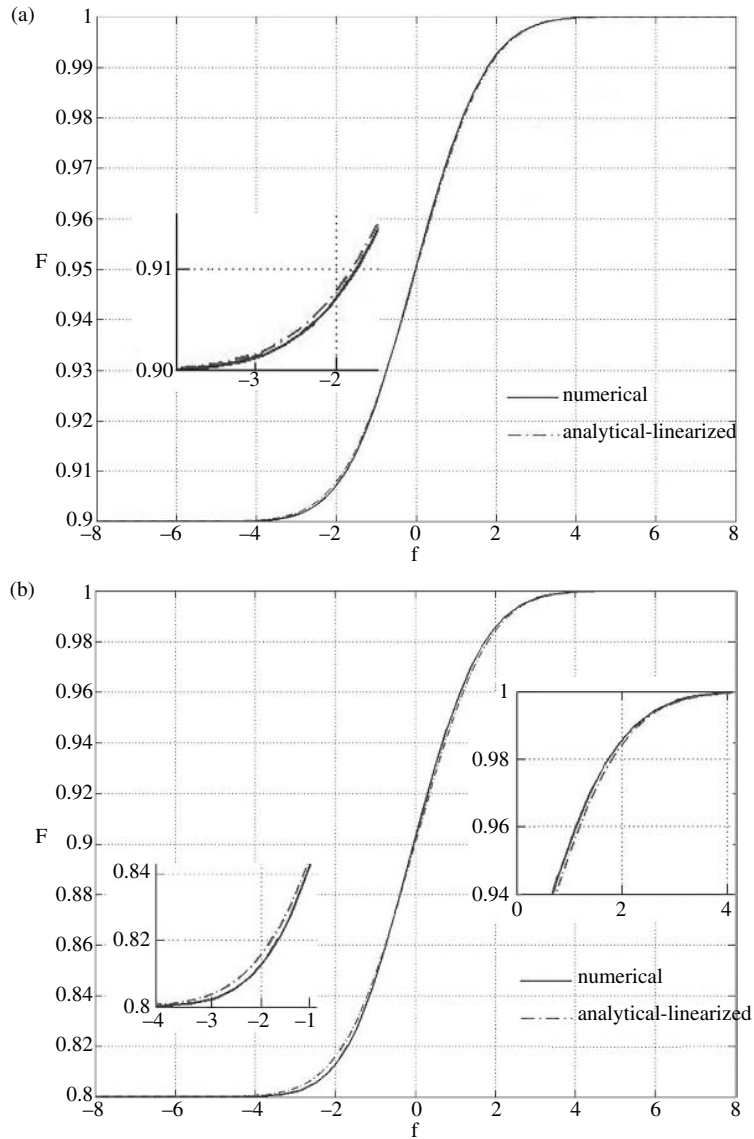 (a)
1
0.99
0.98
F
0.97
0.96
0.95
0.94
0.93
0.92
0.91
0.9
−8 −6 −4 −2 0 2 4 6 8
f
0.91
0.90
−3 −2
numerical
analytical-linearized
(b)
1
0.98
0.96
0.94
0.92
F
0.9
0.88
0.86
0.84
0.82
0.8
−8 −6 −4 −2 0 2 4 6 8
f
1
0.98
0.96
0.94
0 2 4
0.84
0.82
0.8
−4 −3 −2 −1
numerical
analytical-linearized